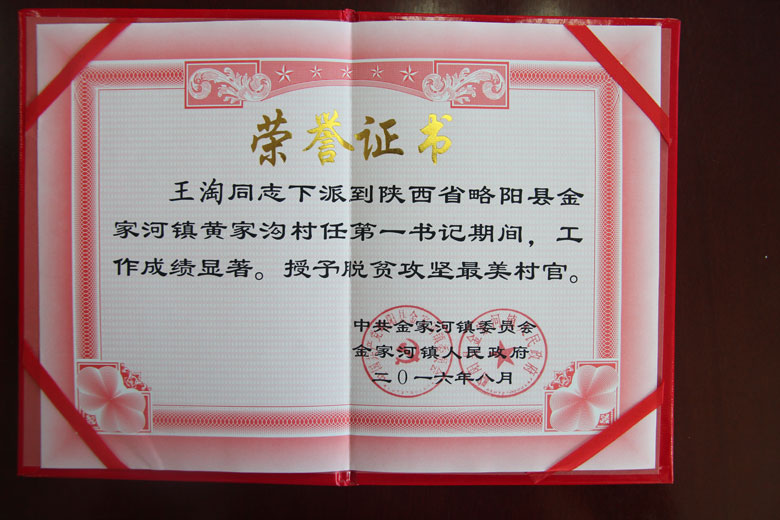 荣誉证书
王淘同志下派到陕西省略阳县金
家河镇黄家沟村任第一书记期间，工
作成绩显著。授予脱贫攻坚最美村官。
中共金家河镇委员会
金家河镇人民政府
二〇一六年八月